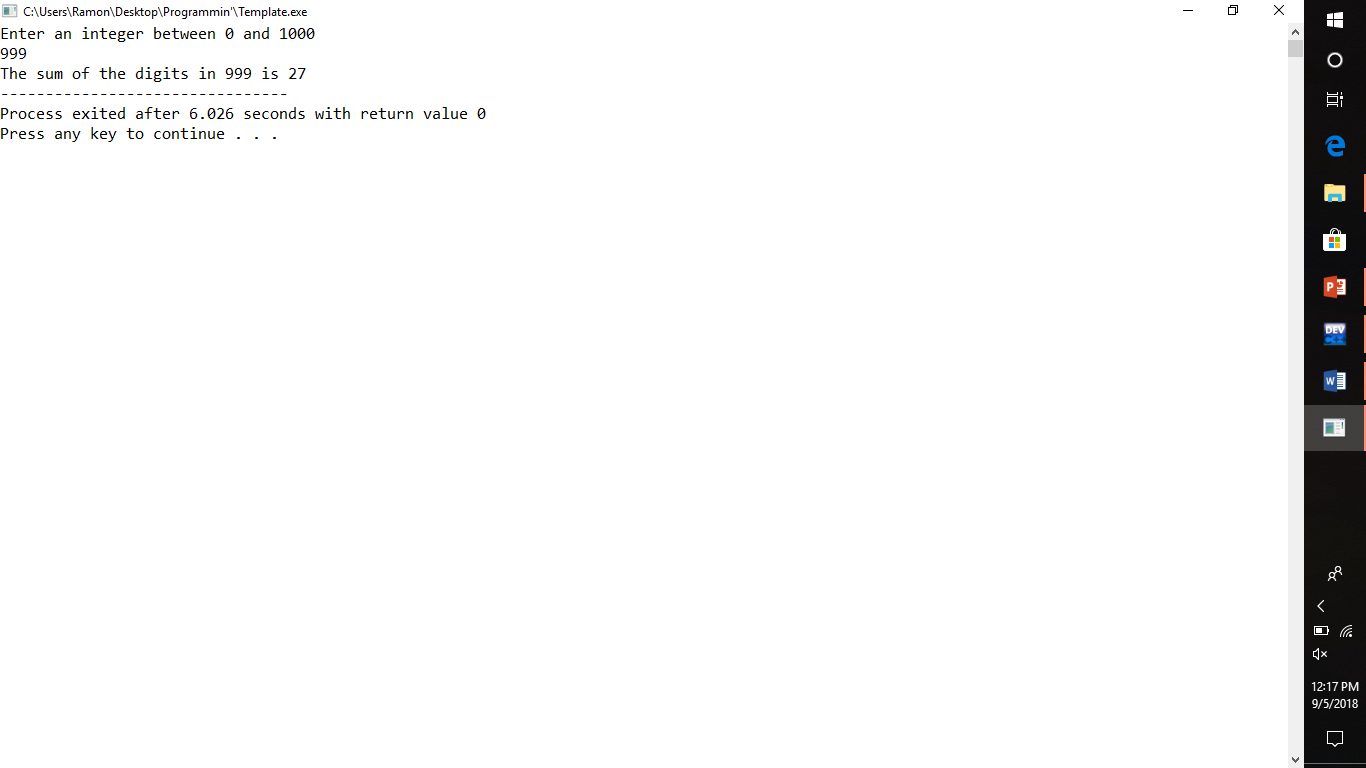 C:\Users\Ramon\Desktop\Programmin'\Template.exe
Enter an integer between 0 and 1000
999
The sum of the digits in 999 is 27
--------------------------------
Process exited after 6.026 seconds with return value 0
Press any key to continue . . .
DEV
12:17 PM
9/5/2018